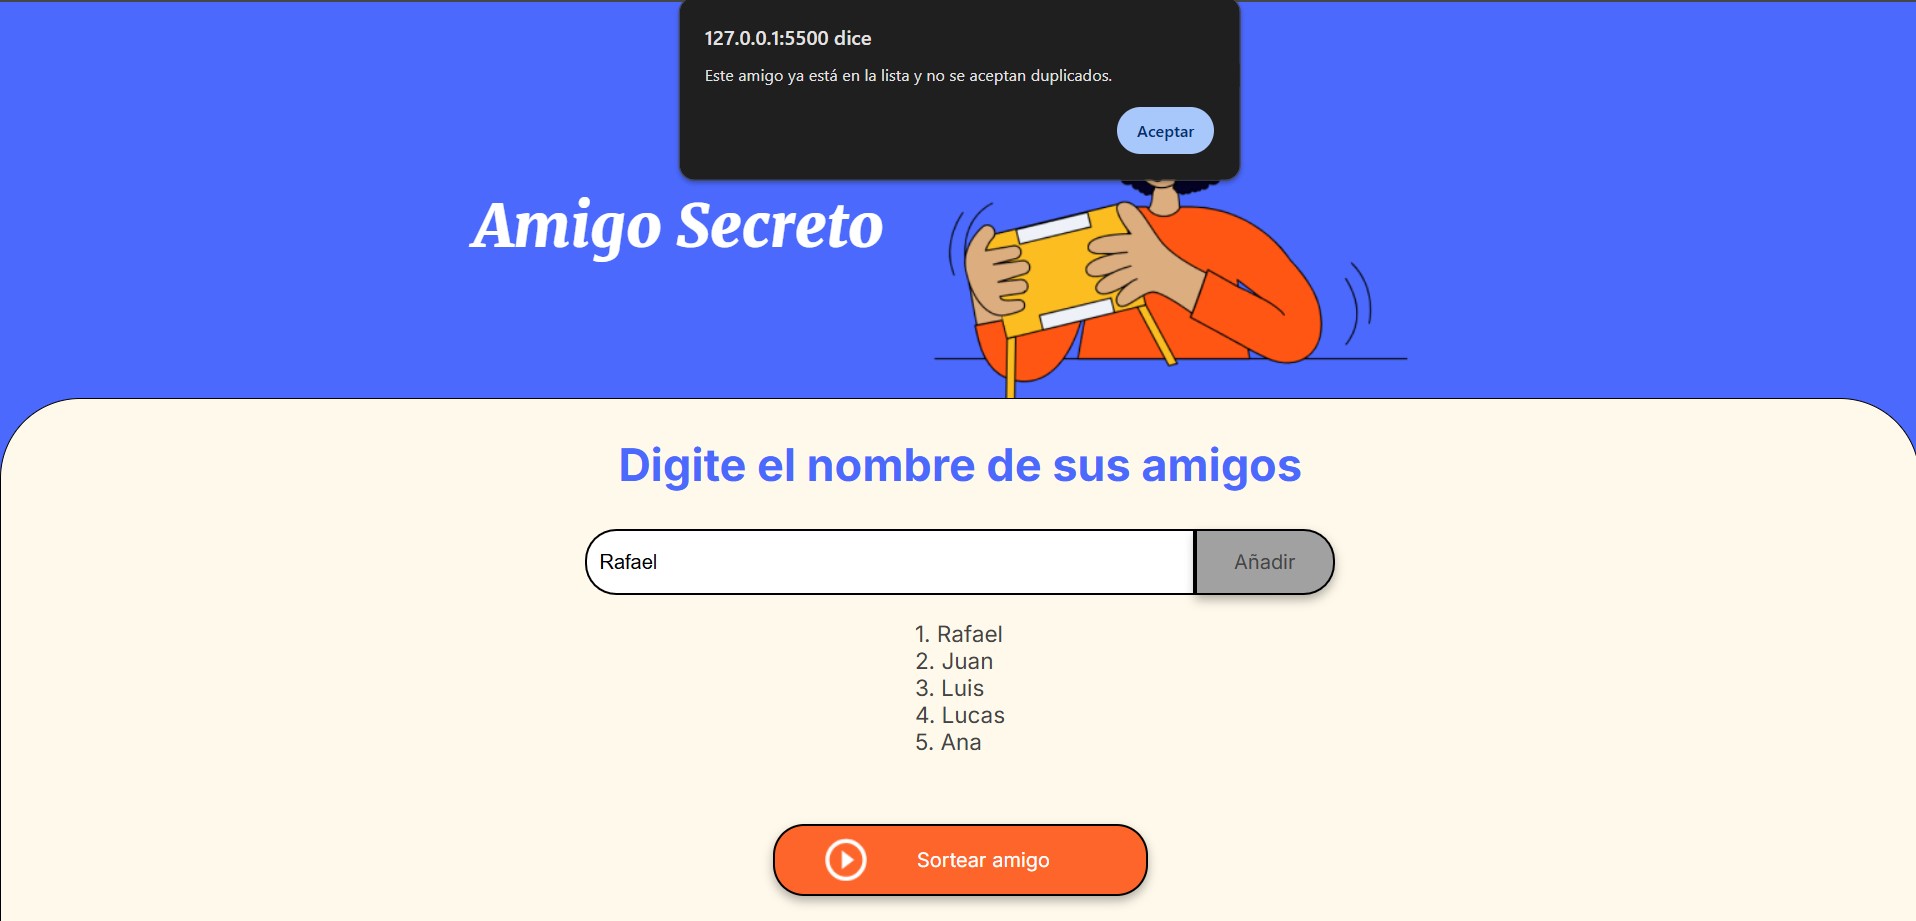 127.0.0.1:5500 dice
Este amigo ya está en la lista y no se aceptan duplicados.
Aceptar
Amigo Secreto
Digite el nombre de sus amigos
Rafael
Añadir
1. Rafael
2. Juan
3. Luis
4. Lucas
5. Ana
Sortear amigo